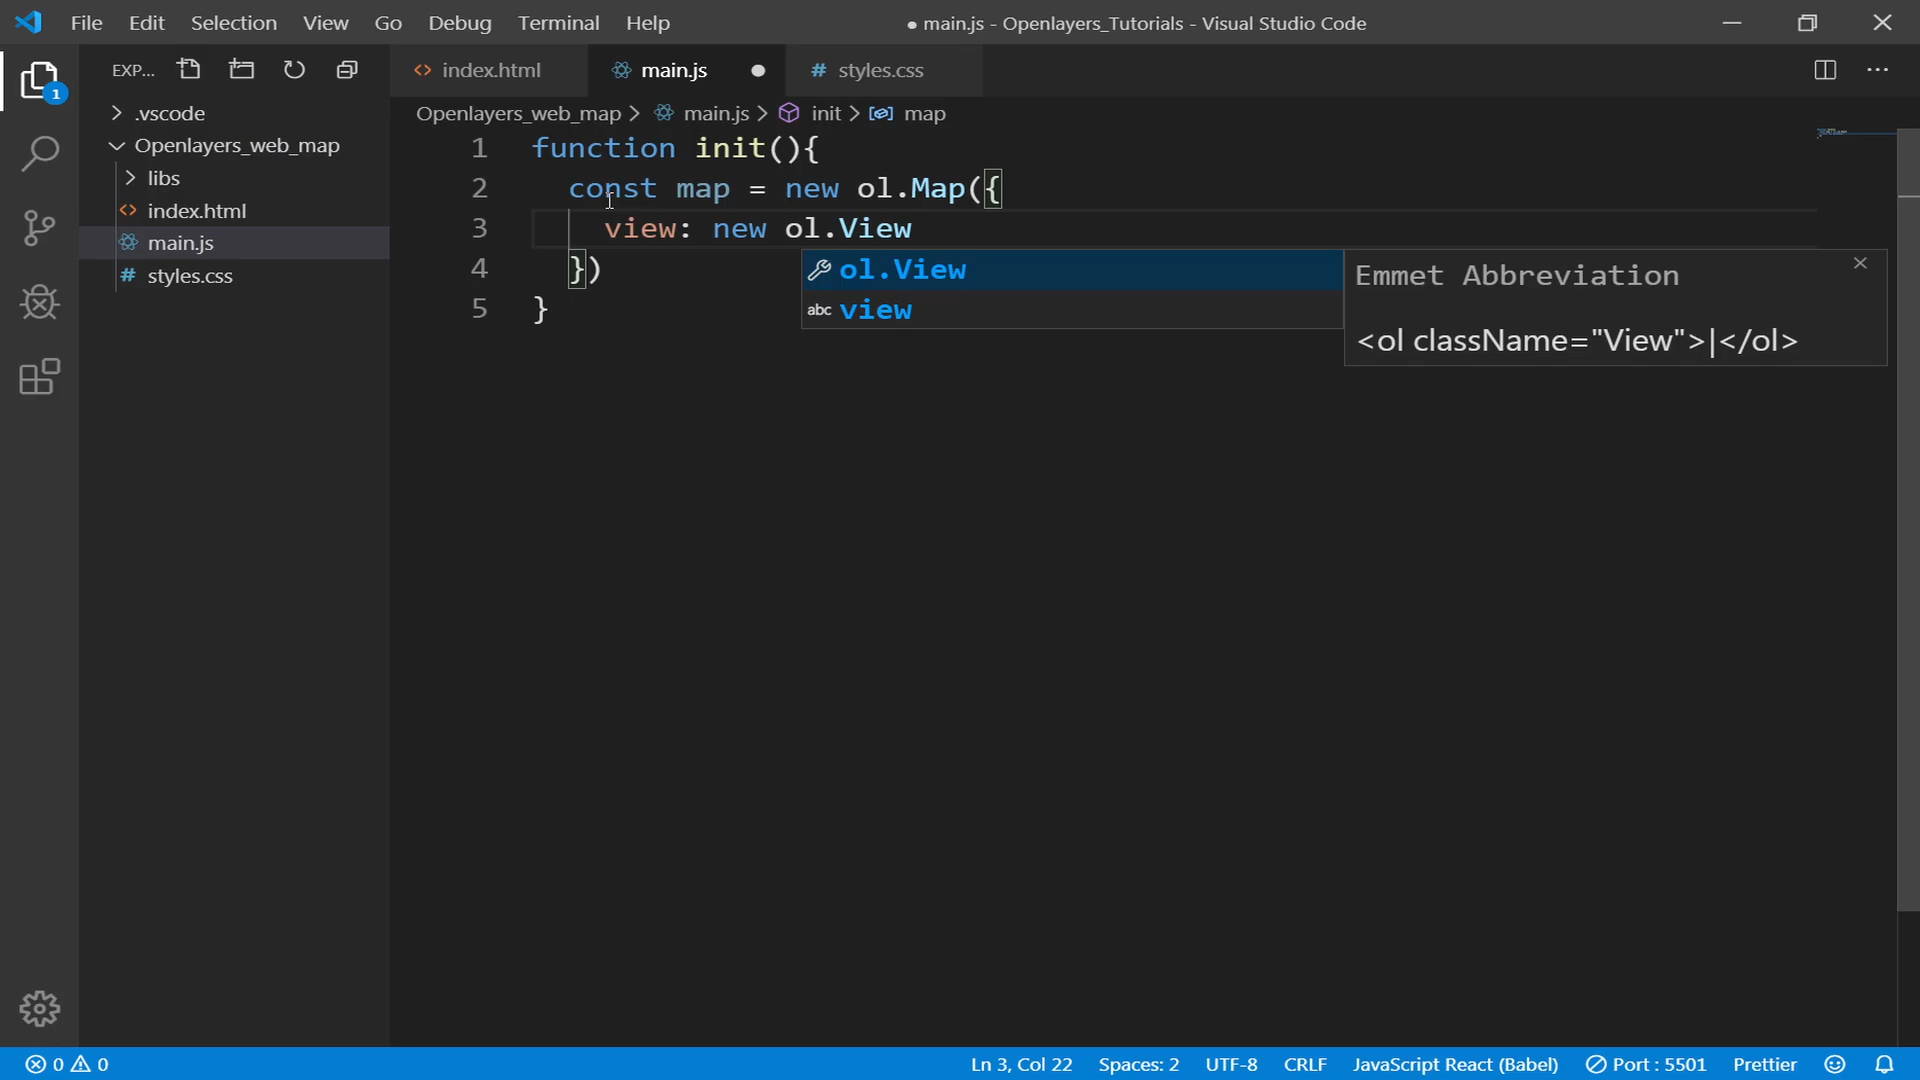 File Edit Selection View Go Debug Terminal Help ● main.js - Openlayers_Tutorials - Visual Studio Code
EXP... index.html main.js styles.css
1
.vscode
Openlayers_web_map
libs
index.html
main.js
styles.css
Openlayers_web_map > main.js > init > map
1 function init(){
2 const map = new ol.Map({
3 view: new ol.View
4 })
5 }
ol.View
abc view
Emmet Abbreviation
<ol className="View">|</ol>
0 0 Ln 3, Col 22 Spaces: 2 UTF-8 CRLF JavaScript React (Babel) Port : 5501 Prettier